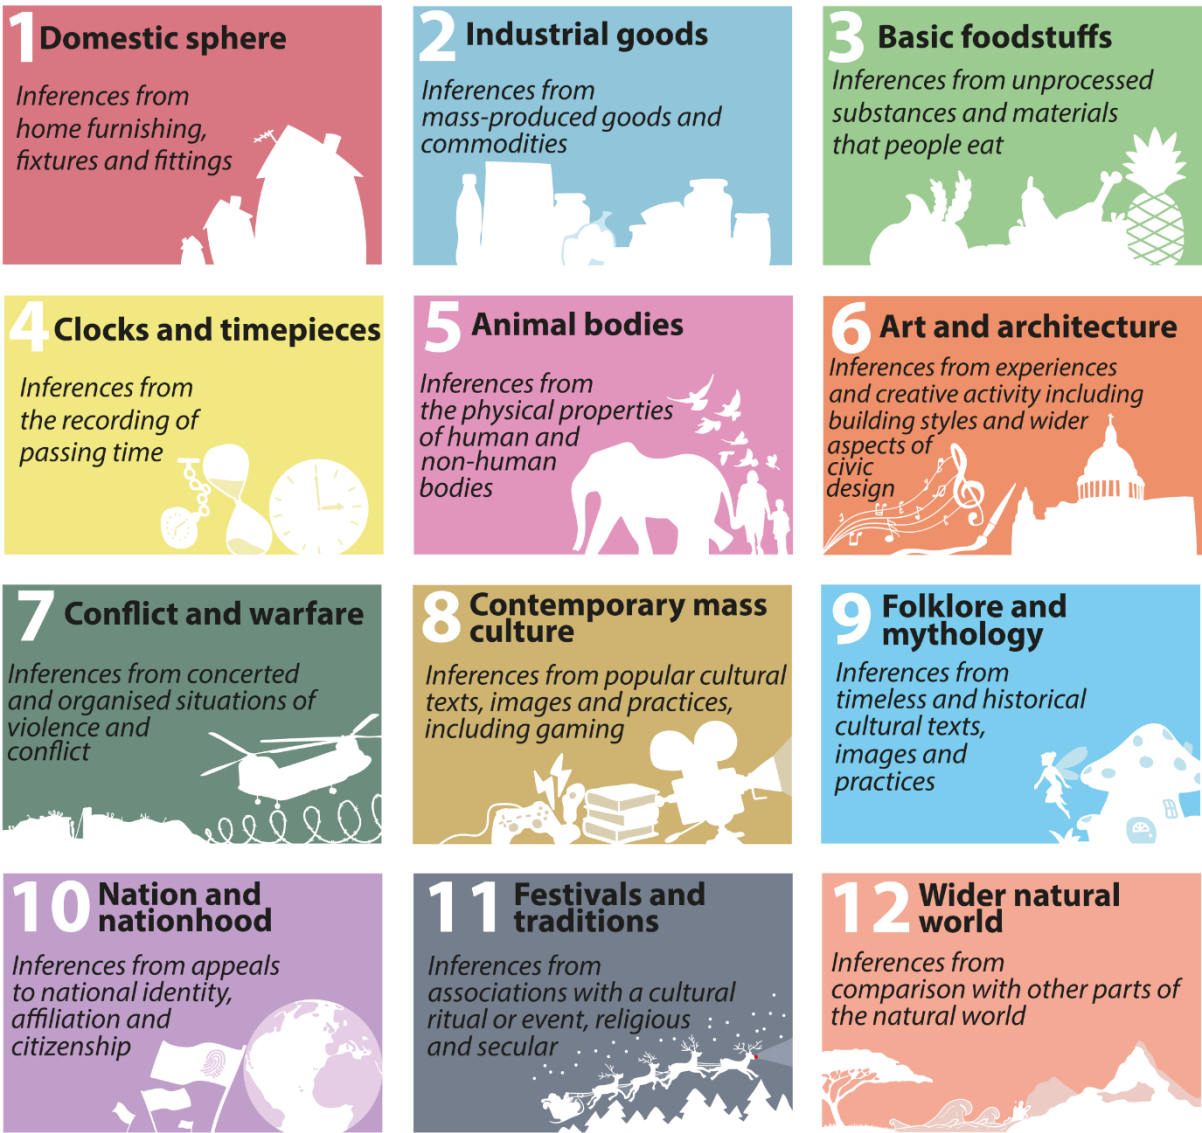 1 Domestic sphere
Inferences from
home furnishing,
fixtures and fittings
2 Industrial goods
Inferences from
mass-produced goods and
commodities
3 Basic foodstuffs
Inferences from unprocessed
substances and materials
that people eat
4 Clocks and timepieces
Inferences from
the recording of
passing time
5 Animal bodies
Inferences from
the physical properties
of human and
non-human
bodies
6 Art and architecture
Inferences from experiences
and creative activity including
building styles and wider
aspects of
civic
design
7 Conflict and warfare
Inferences from concerted
and organised situations of
violence and
conflict
8 Contemporary mass
culture
Inferences from popular cultural
texts, images and practices,
including gaming
9 Folklore and
mythology
Inferences from
timeless and historical
cultural texts,
images and
practices
10 Nation and
nationhood
Inferences from appeals
to national identity,
affiliation and
citizenship
11 Festivals and
traditions
Inferences from
associations with a cultural
ritual or event, religious
and secular
12 Wider natural
world
Inferences from
comparison with other parts of
the natural world